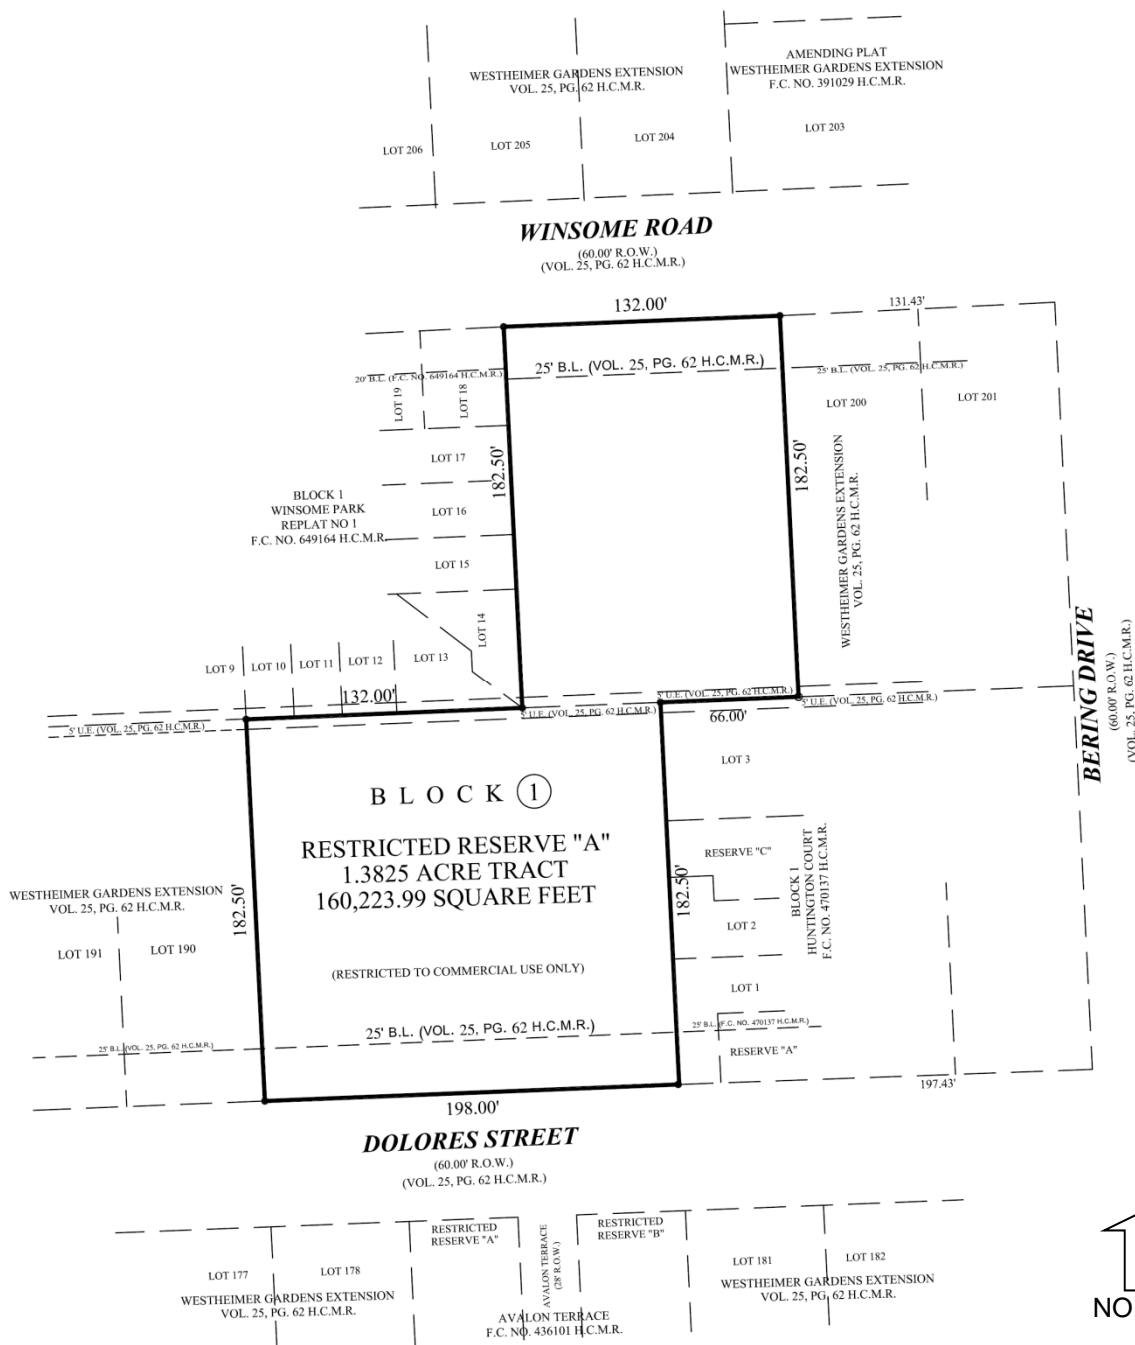 AMENDING PLAT
WESTHEIMER GARDENS EXTENSION
F.C. NO. 391029 H.C.M.R.
WESTHEIMER GARDENS EXTENSION
VOL. 25, PG. 62 H.C.M.R.
LOT 206
LOT 205
LOT 204
LOT 203
WINSOME ROAD
(60.00' R.O.W.)
(VOL. 25, PG. 62 H.C.M.R.)
132.00'
131.43'
20' B.L. (F.C. NO. 649164 H.C.M.R.)
25' B.L. (VOL. 25, PG. 62 H.C.M.R.)
25' B.L. (VOL. 25, PG. 62 H.C.M.R.)
LOT 19
LOT 18
LOT 200
LOT 201
LOT 17
182.50'
182.50'
WESTHEIMER GARDENS EXTENSION
VOL. 25, PG. 62 H.C.M.R.
BLOCK 1
WINSOME PARK
REPLAT NO 1
F.C. NO. 649164 H.C.M.R.
LOT 16
LOT 15
LOT 14
LOT 9
LOT 10
LOT 11
LOT 12
LOT 13
BERING DRIVE
(60.00' R.O.W.)
(VOL. 25, PG. 62 H.C.M.R.)
132.00'
5' U.E. (VOL. 25, PG. 62 H.C.M.R.)
5' U.E. (VOL. 25, PG. 62 H.C.M.R.)
5' U.E. (VOL. 25, PG. 62 H.C.M.R.)
5' U.E. (VOL. 25, PG. 62 H.C.M.R.)
66.00'
LOT 3
BLOCK 1
RESTRICTED RESERVE "A"
1.3825 ACRE TRACT
160,223.99 SQUARE FEET
RESERVE "C"
BLOCK 1
HUNTINGTON COURT
F.C. NO. 470137 H.C.M.R.
182.50'
182.50'
WESTHEIMER GARDENS EXTENSION
VOL. 25, PG. 62 H.C.M.R.
LOT 191
LOT 190
LOT 2
(RESTRICTED TO COMMERCIAL USE ONLY)
LOT 1
25' B.L. (VOL. 25, PG. 62 H.C.M.R.)
25' B.L. (VOL. 25, PG. 62 H.C.M.R.)
25' B.L. (F.C. NO. 470137 H.C.M.R.)
RESERVE "A"
197.43'
198.00'
DOLORES STREET
(60.00' R.O.W.)
(VOL. 25, PG. 62 H.C.M.R.)
RESTRICTED
RESERVE "A"
AVALON TERRACE
(28' R.O.W.)
RESTRICTED
RESERVE "B"
LOT 177
LOT 178
LOT 181
LOT 182
WESTHEIMER GARDENS EXTENSION
VOL. 25, PG. 62 H.C.M.R.
WESTHEIMER GARDENS EXTENSION
VOL. 25, PG. 62 H.C.M.R.
AVALON TERRACE
F.C. NO. 436101 H.C.M.R.
NO